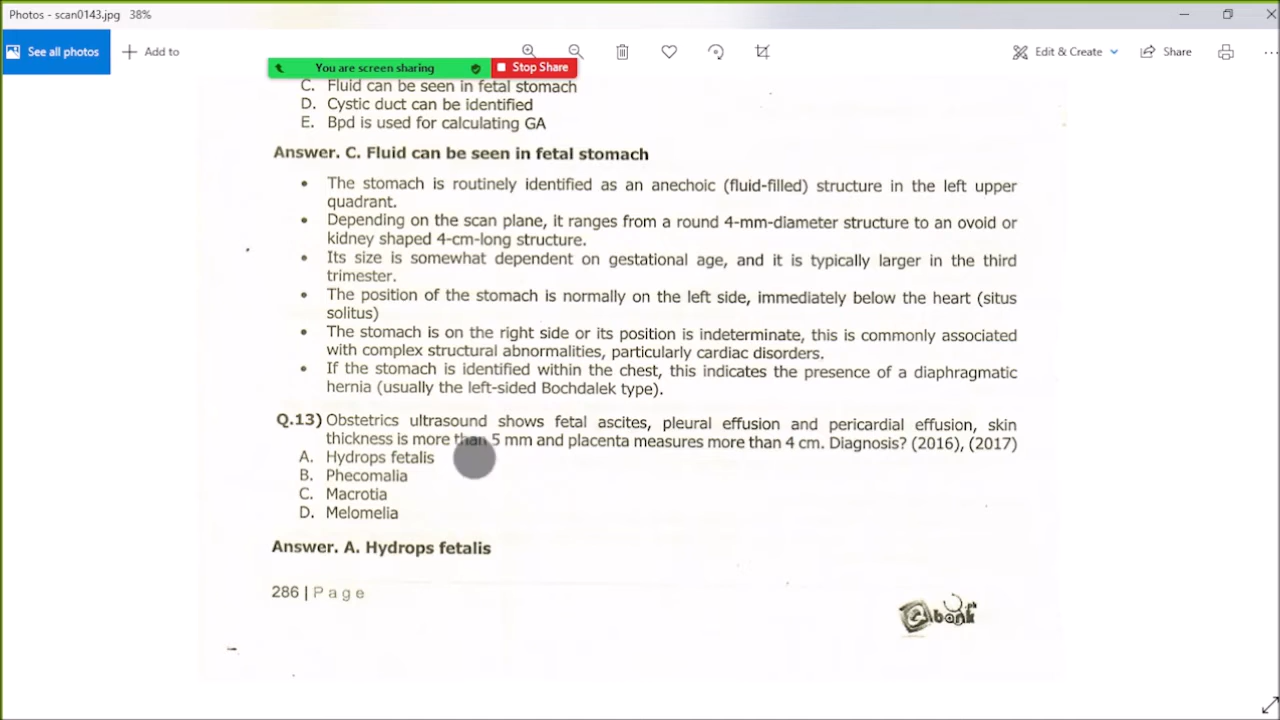 Photos - scan0143.jpg 38%
See all photos
Add to
Edit & Create
Share
You are screen sharing
Stop Share
C. Fluid can be seen in fetal stomach
D. Cystic duct can be identified
E. Bpd is used for calculating GA
Answer. C. Fluid can be seen in fetal stomach
• The stomach is routinely identified as an anechoic (fluid-filled) structure in the left upper
quadrant.
• Depending on the scan plane, it ranges from a round 4-mm-diameter structure to an ovoid or
kidney shaped 4-cm-long structure.
• Its size is somewhat dependent on gestational age, and it is typically larger in the third
trimester.
• The position of the stomach is normally on the left side, immediately below the heart (situs
solitus)
• The stomach is on the right side or its position is indeterminate, this is commonly associated
with complex structural abnormalities, particularly cardiac disorders.
• If the stomach is identified within the chest, this indicates the presence of a diaphragmatic
hernia (usually the left-sided Bochdalek type).
Q.13) Obstetrics ultrasound shows fetal ascites, pleural effusion and pericardial effusion, skin
thickness is more than 5 mm and placenta measures more than 4 cm. Diagnosis? (2016), (2017)
A. Hydrops fetalis
B. Phecomalia
C. Macrotia
D. Melomelia
Answer. A. Hydrops fetalis
286 | Page
bank